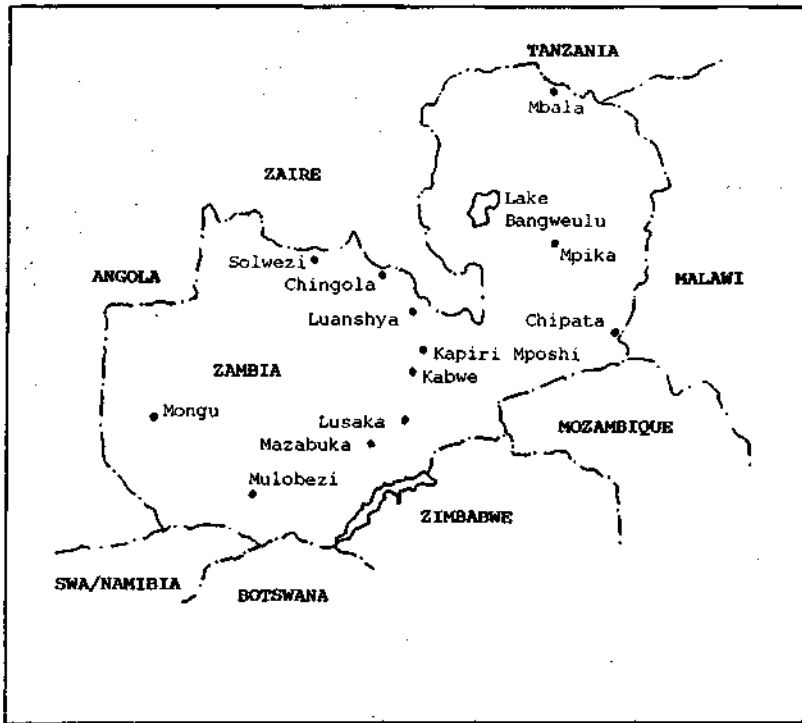 TANZANIA
Mbala
ZAIRE
Lake
Bangweulu
Mpika
Solwezi
ANGOLA
Chingola
MALAWI
Luanshya
Chipata
Kapiri Mposhi
ZAMBIA
Kabwe
Mongu
Lusaka
MOZAMBIQUE
Mazabuka
Mulobezi
ZIMBABWE
SWA/NAMIBIA
BOTSWANA